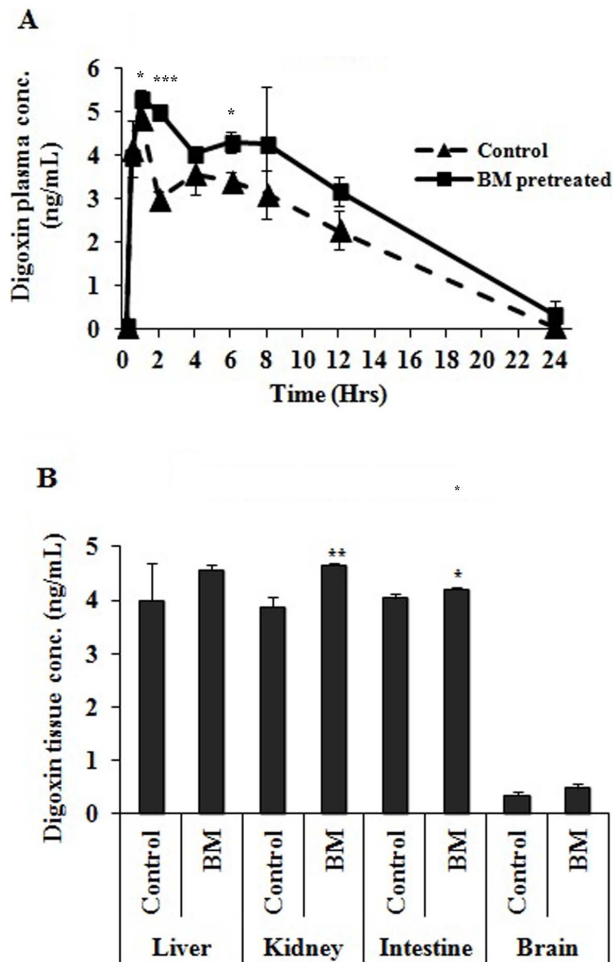 A
Digoxin plasma conc.
(ng/mL)
6
5
4
3
2
1
0
* *** *
Control
BM pretreated
0 2 4 6 8 10 12 14 16 18 20 22 24
Time (Hrs)
B
*
Digoxin tissue conc. (ng/mL)
5
4
3
2
1
0
** *
Control BM Control BM Control BM Control BM
Liver Kidney Intestine Brain